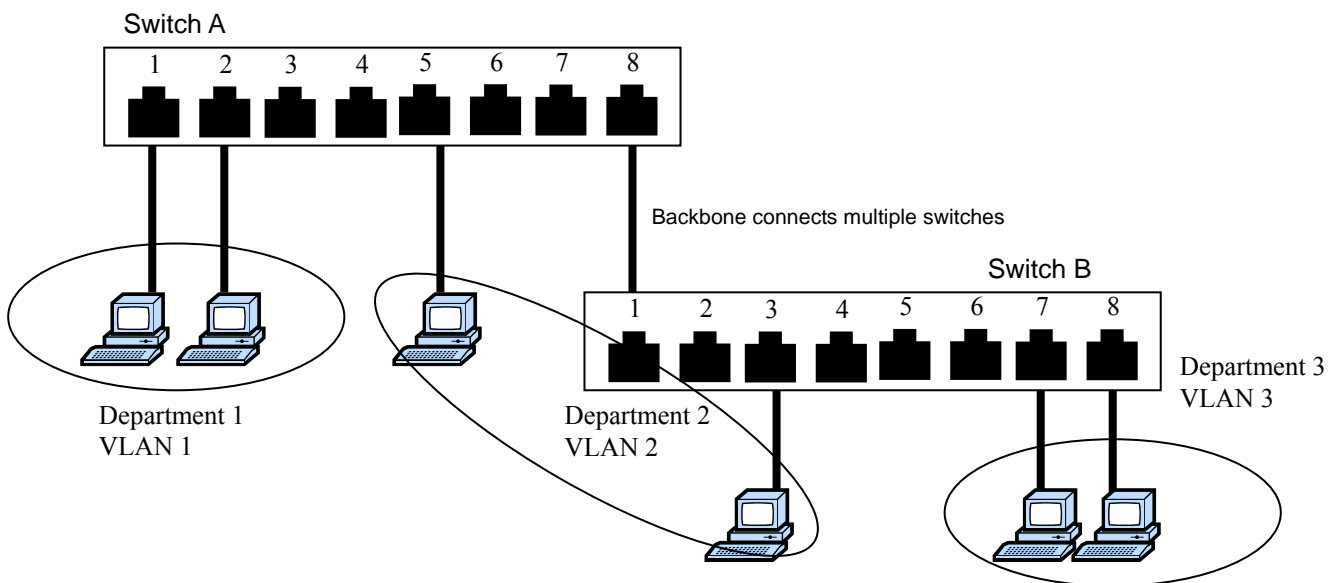 Switch A
1 2 3 4 5 6 7 8
Backbone connects multiple switches
Switch B
1 2 3 4 5 6 7 8
Department 1
VLAN 1
Department 2
VLAN 2
Department 3
VLAN 3